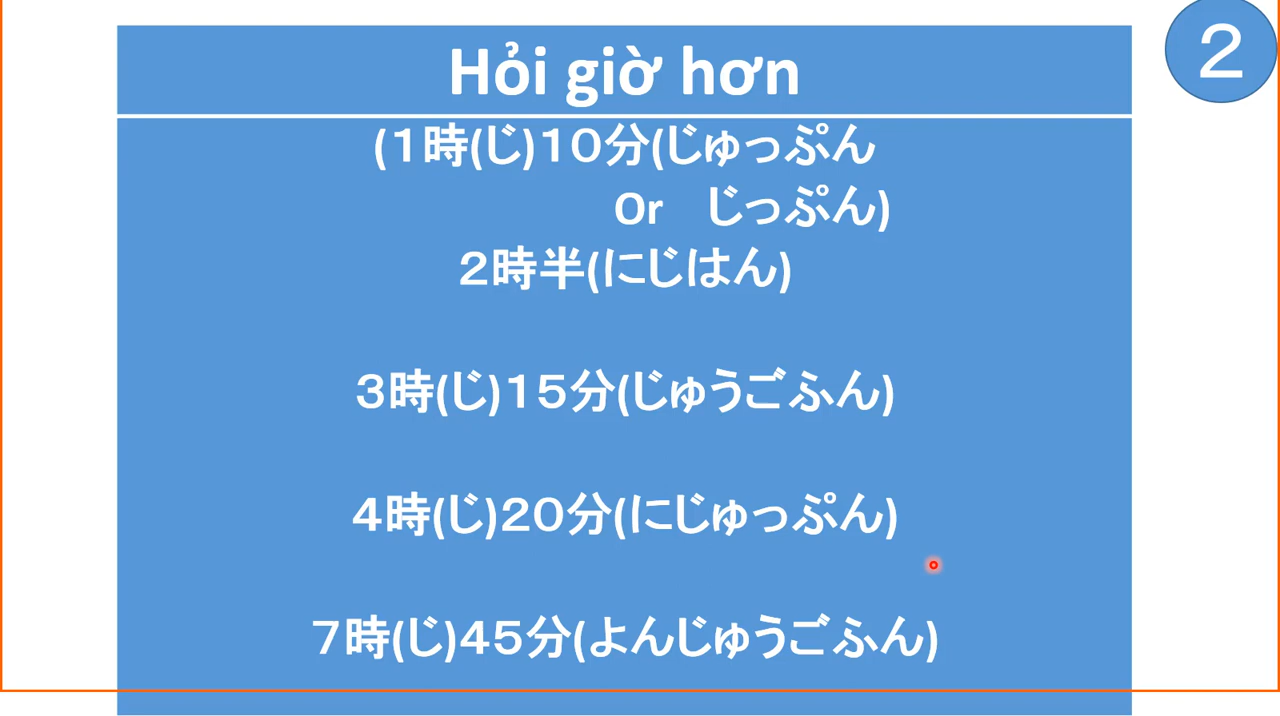 Hỏi giờ hơn
2
(１時(じ)１０分(じゅっぷん
Or　じっぷん)
２時半(にじはん)
３時(じ)１５分(じゅうごふん)
４時(じ)２０分(にじゅっぷん)
７時(じ)４５分(よんじゅうごふん)